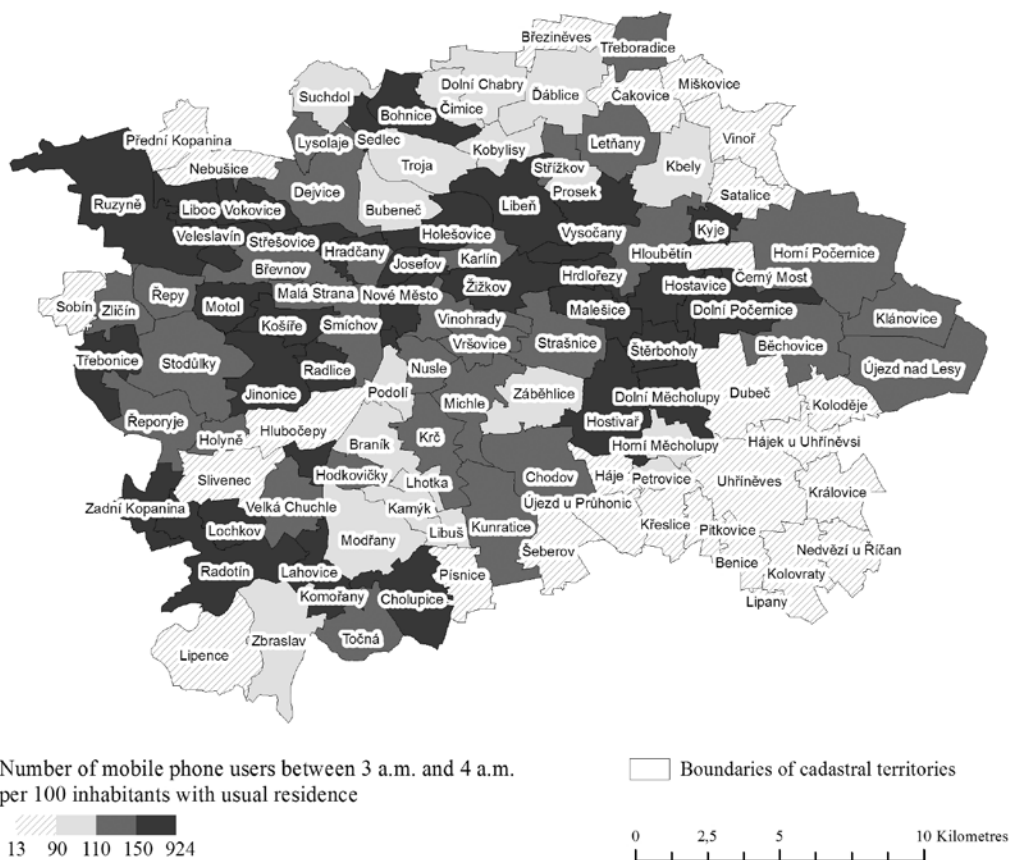 Březiněves
Třeboradice
Dolní Chabry
Miškovice
Suchdol
Ďáblice
Čakovice
Bohnice
Čimice
Přední Kopanina
Lysolaje
Sedlec
Kobylisy
Letňany
Vinoř
Nebušice
Troja
Střížkov
Kbely
Dejvice
Prosek
Satalice
Ruzyně
Liboc
Vokovice
Bubeneč
Libeň
Veleslavín
Střešovice
Holešovice
Vysočany
Kyje
Hradčany
Karlín
Hloubětín
Horní Počernice
Břevnov
Josefov
Hrdlořezy
Černý Most
Sobín
Zličín
Řepy
Motol
Malá Strana
Nové Město
Žižkov
Hostavice
Košíře
Smíchov
Vinohrady
Malešice
Dolní Počernice
Klánovice
Třebonice
Stodůlky
Radlice
Vršovice
Strašnice
Štěrboholy
Běchovice
Nusle
Újezd nad Lesy
Jinonice
Podolí
Michle
Záběhlice
Dolní Měcholupy
Dubeč
Koloděje
Řeporyje
Holyně
Hlubočepy
Braník
Krč
Hostivař
Horní Měcholupy
Hájek u Uhříněvsi
Slivenec
Hodkovičky
Lhotka
Chodov
Háje
Petrovice
Uhříněves
Královice
Zadní Kopanina
Velká Chuchle
Kamýk
Újezd u Průhonic
Lochkov
Modřany
Libuš
Kunratice
Křeslice
Pitkovice
Šeberov
Nedvězí u Říčan
Radotín
Lahovice
Písnice
Benice
Kolovraty
Komořany
Cholupice
Lipany
Lipence
Zbraslav
Točná
Number of mobile phone users between 3 a.m. and 4 a.m.
per 100 inhabitants with usual residence
13 90 110 150 924
Boundaries of cadastral territories
0 2,5 5 10 Kilometres